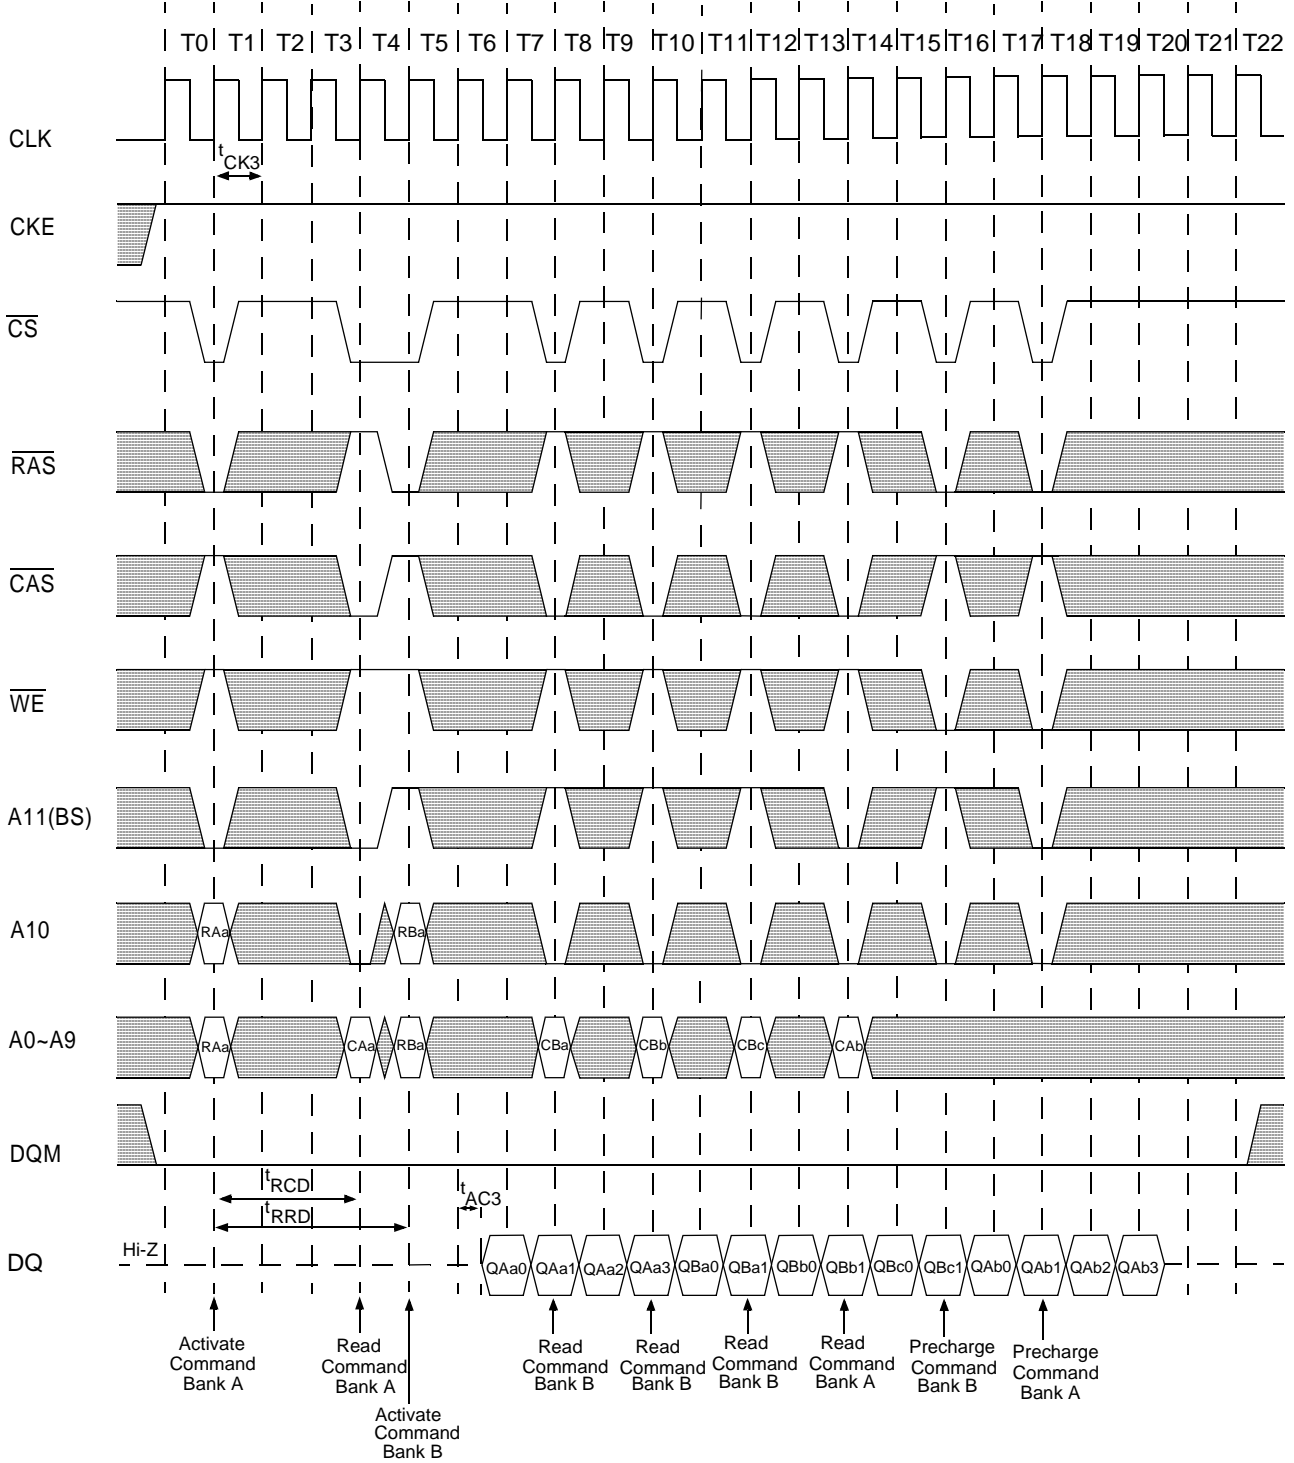 T0 T1 T2 T3 T4 T5 T6 T7 T8 T9 T10 T11 T12 T13 T14 T15 T16 T17 T18 T19 T20 T21 T22
CLK
tCK3
CKE
CS
RAS
CAS
WE
A11(BS)
A10
RAa RBa
A0~A9
RAa CAa RBa CBa CBb CBc CAb
DQM
tRCD
tAC3
tRRD
Hi-Z
DQ
QAa0 QAa1 QAa2 QAa3 QBa0 QBa1 QBb0 QBb1 QBc0 QBc1 QAb0 QAb1 QAb2 QAb3
Activate
Command
Bank A
Read
Command
Bank A
Activate
Command
Bank B
Read
Command
Bank B
Read
Command
Bank B
Read
Command
Bank B
Read
Command
Bank A
Precharge
Command
Bank B
Precharge
Command
Bank A